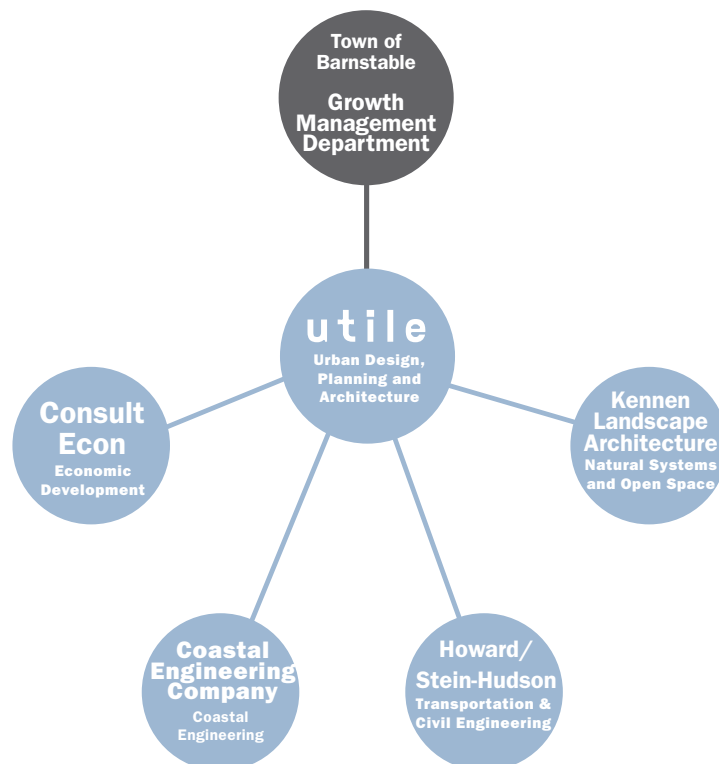 Town of
Barnstable
Growth
Management
Department
utile
Urban Design,
Planning and
Architecture
Consult
Econ
Economic
Development
Kennen
Landscape
Architecture
Natural Systems
and Open Space
Coastal
Engineering
Company
Coastal
Engineering
Howard/
Stein-Hudson
Transportation &
Civil Engineering